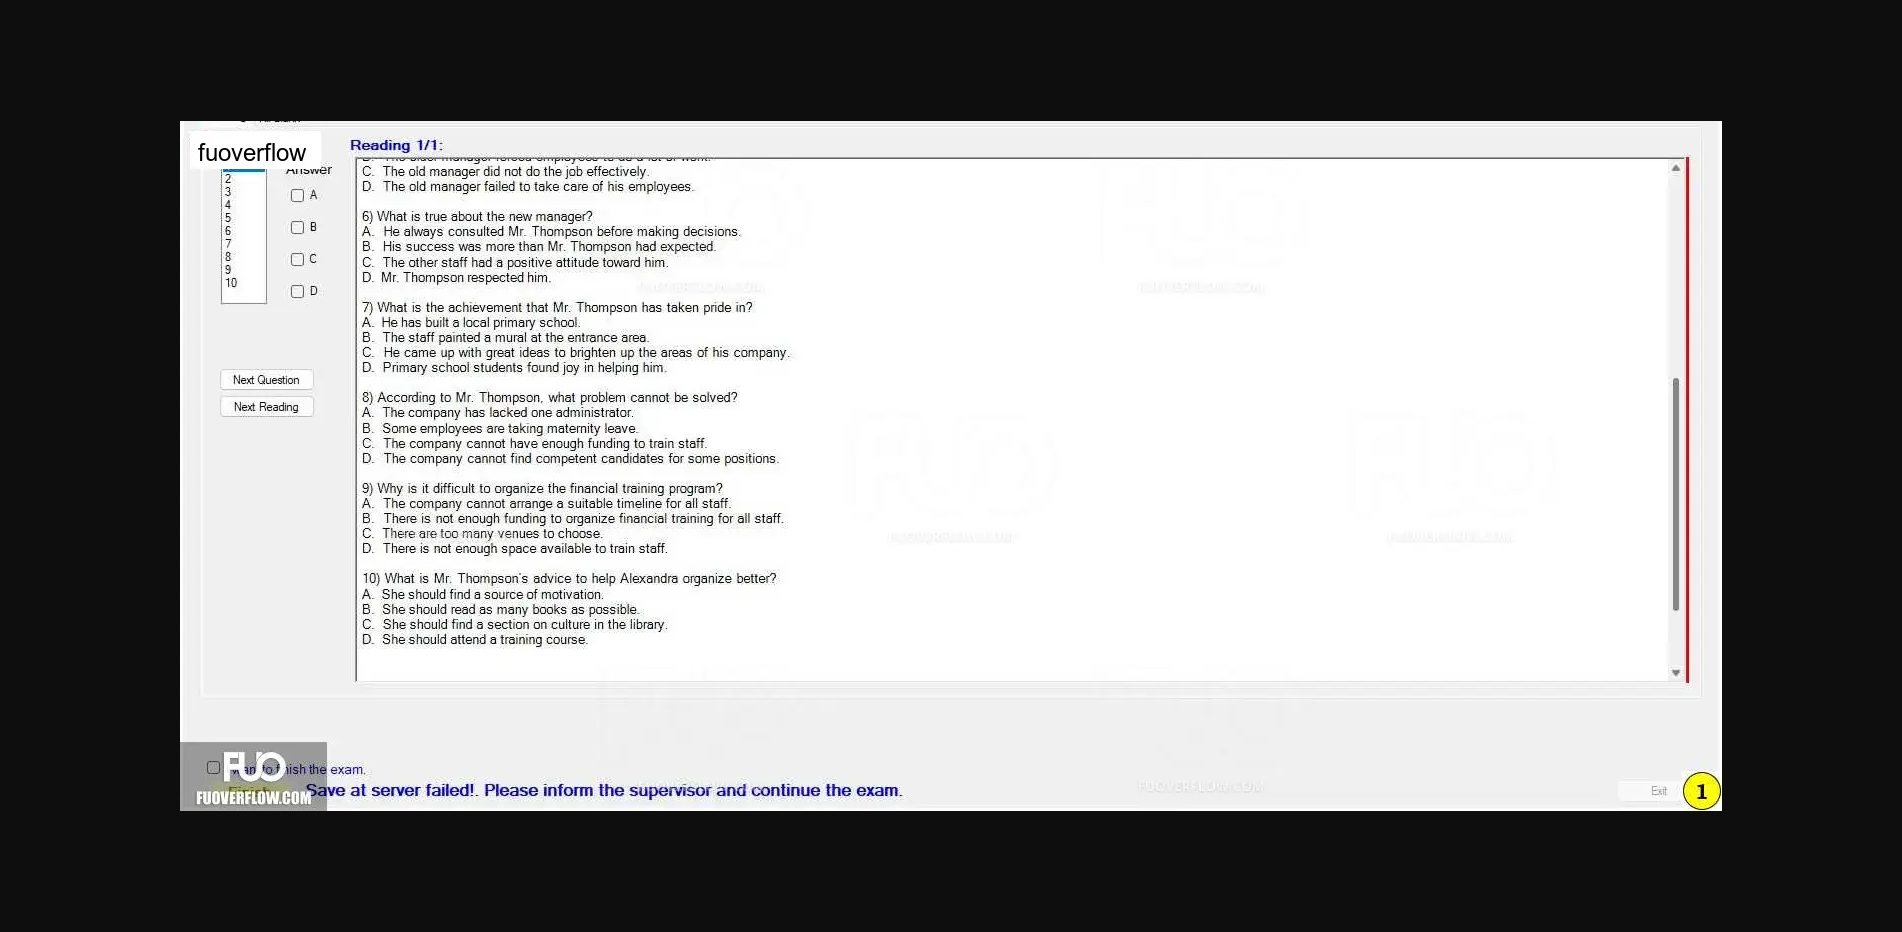 fuoverflow
Reading 1/1:
Answer
2
3
4
5
6
7
8
9
10
A
B
C
D
Next Question
Next Reading
C. The old manager did not do the job effectively.
D. The old manager failed to take care of his employees.
6) What is true about the new manager?
A. He always consulted Mr. Thompson before making decisions.
B. His success was more than Mr. Thompson had expected.
C. The other staff had a positive attitude toward him.
D. Mr. Thompson respected him.
7) What is the achievement that Mr. Thompson has taken pride in?
A. He has built a local primary school.
B. The staff painted a mural at the entrance area.
C. He came up with great ideas to brighten up the areas of his company.
D. Primary school students found joy in helping him.
8) According to Mr. Thompson, what problem cannot be solved?
A. The company has lacked one administrator.
B. Some employees are taking maternity leave.
C. The company cannot have enough funding to train staff.
D. The company cannot find competent candidates for some positions.
9) Why is it difficult to organize the financial training program?
A. The company cannot arrange a suitable timeline for all staff.
B. There is not enough funding to organize financial training for all staff.
C. There are too many venues to choose.
D. There is not enough space available to train staff.
10) What is Mr. Thompson's advice to help Alexandra organize better?
A. She should find a source of motivation.
B. She should read as many books as possible.
C. She should find a section on culture in the library.
D. She should attend a training course.
FUO
FUOVERFLOW.COM
the exam.
Save at server failed!. Please inform the supervisor and continue the exam.
Exit
1